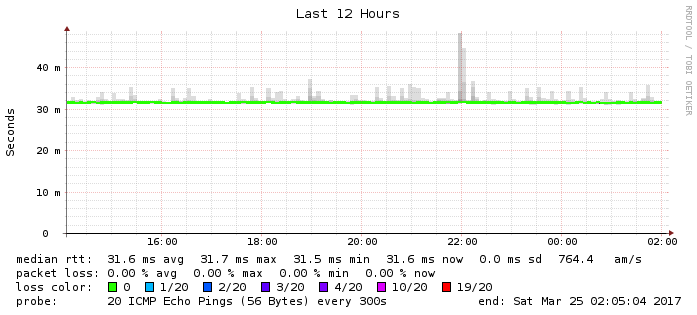 Last 12 Hours
RRDTOOL / TOBI OETIKER
Seconds
40 m
30 m
20 m
10 m
0
16:00 18:00 20:00 22:00 00:00 02:00
median rtt: 31.6 ms avg 31.7 ms max 31.5 ms min 31.6 ms now 0.0 ms sd 764.4 am/s
packet loss: 0.00 % avg 0.00 % max 0.00 % min 0.00 % now
loss color: 0 1/20 2/20 3/20 4/20 10/20 19/20
probe: 20 ICMP Echo Pings (56 Bytes) every 300s end: Sat Mar 25 02:05:04 2017